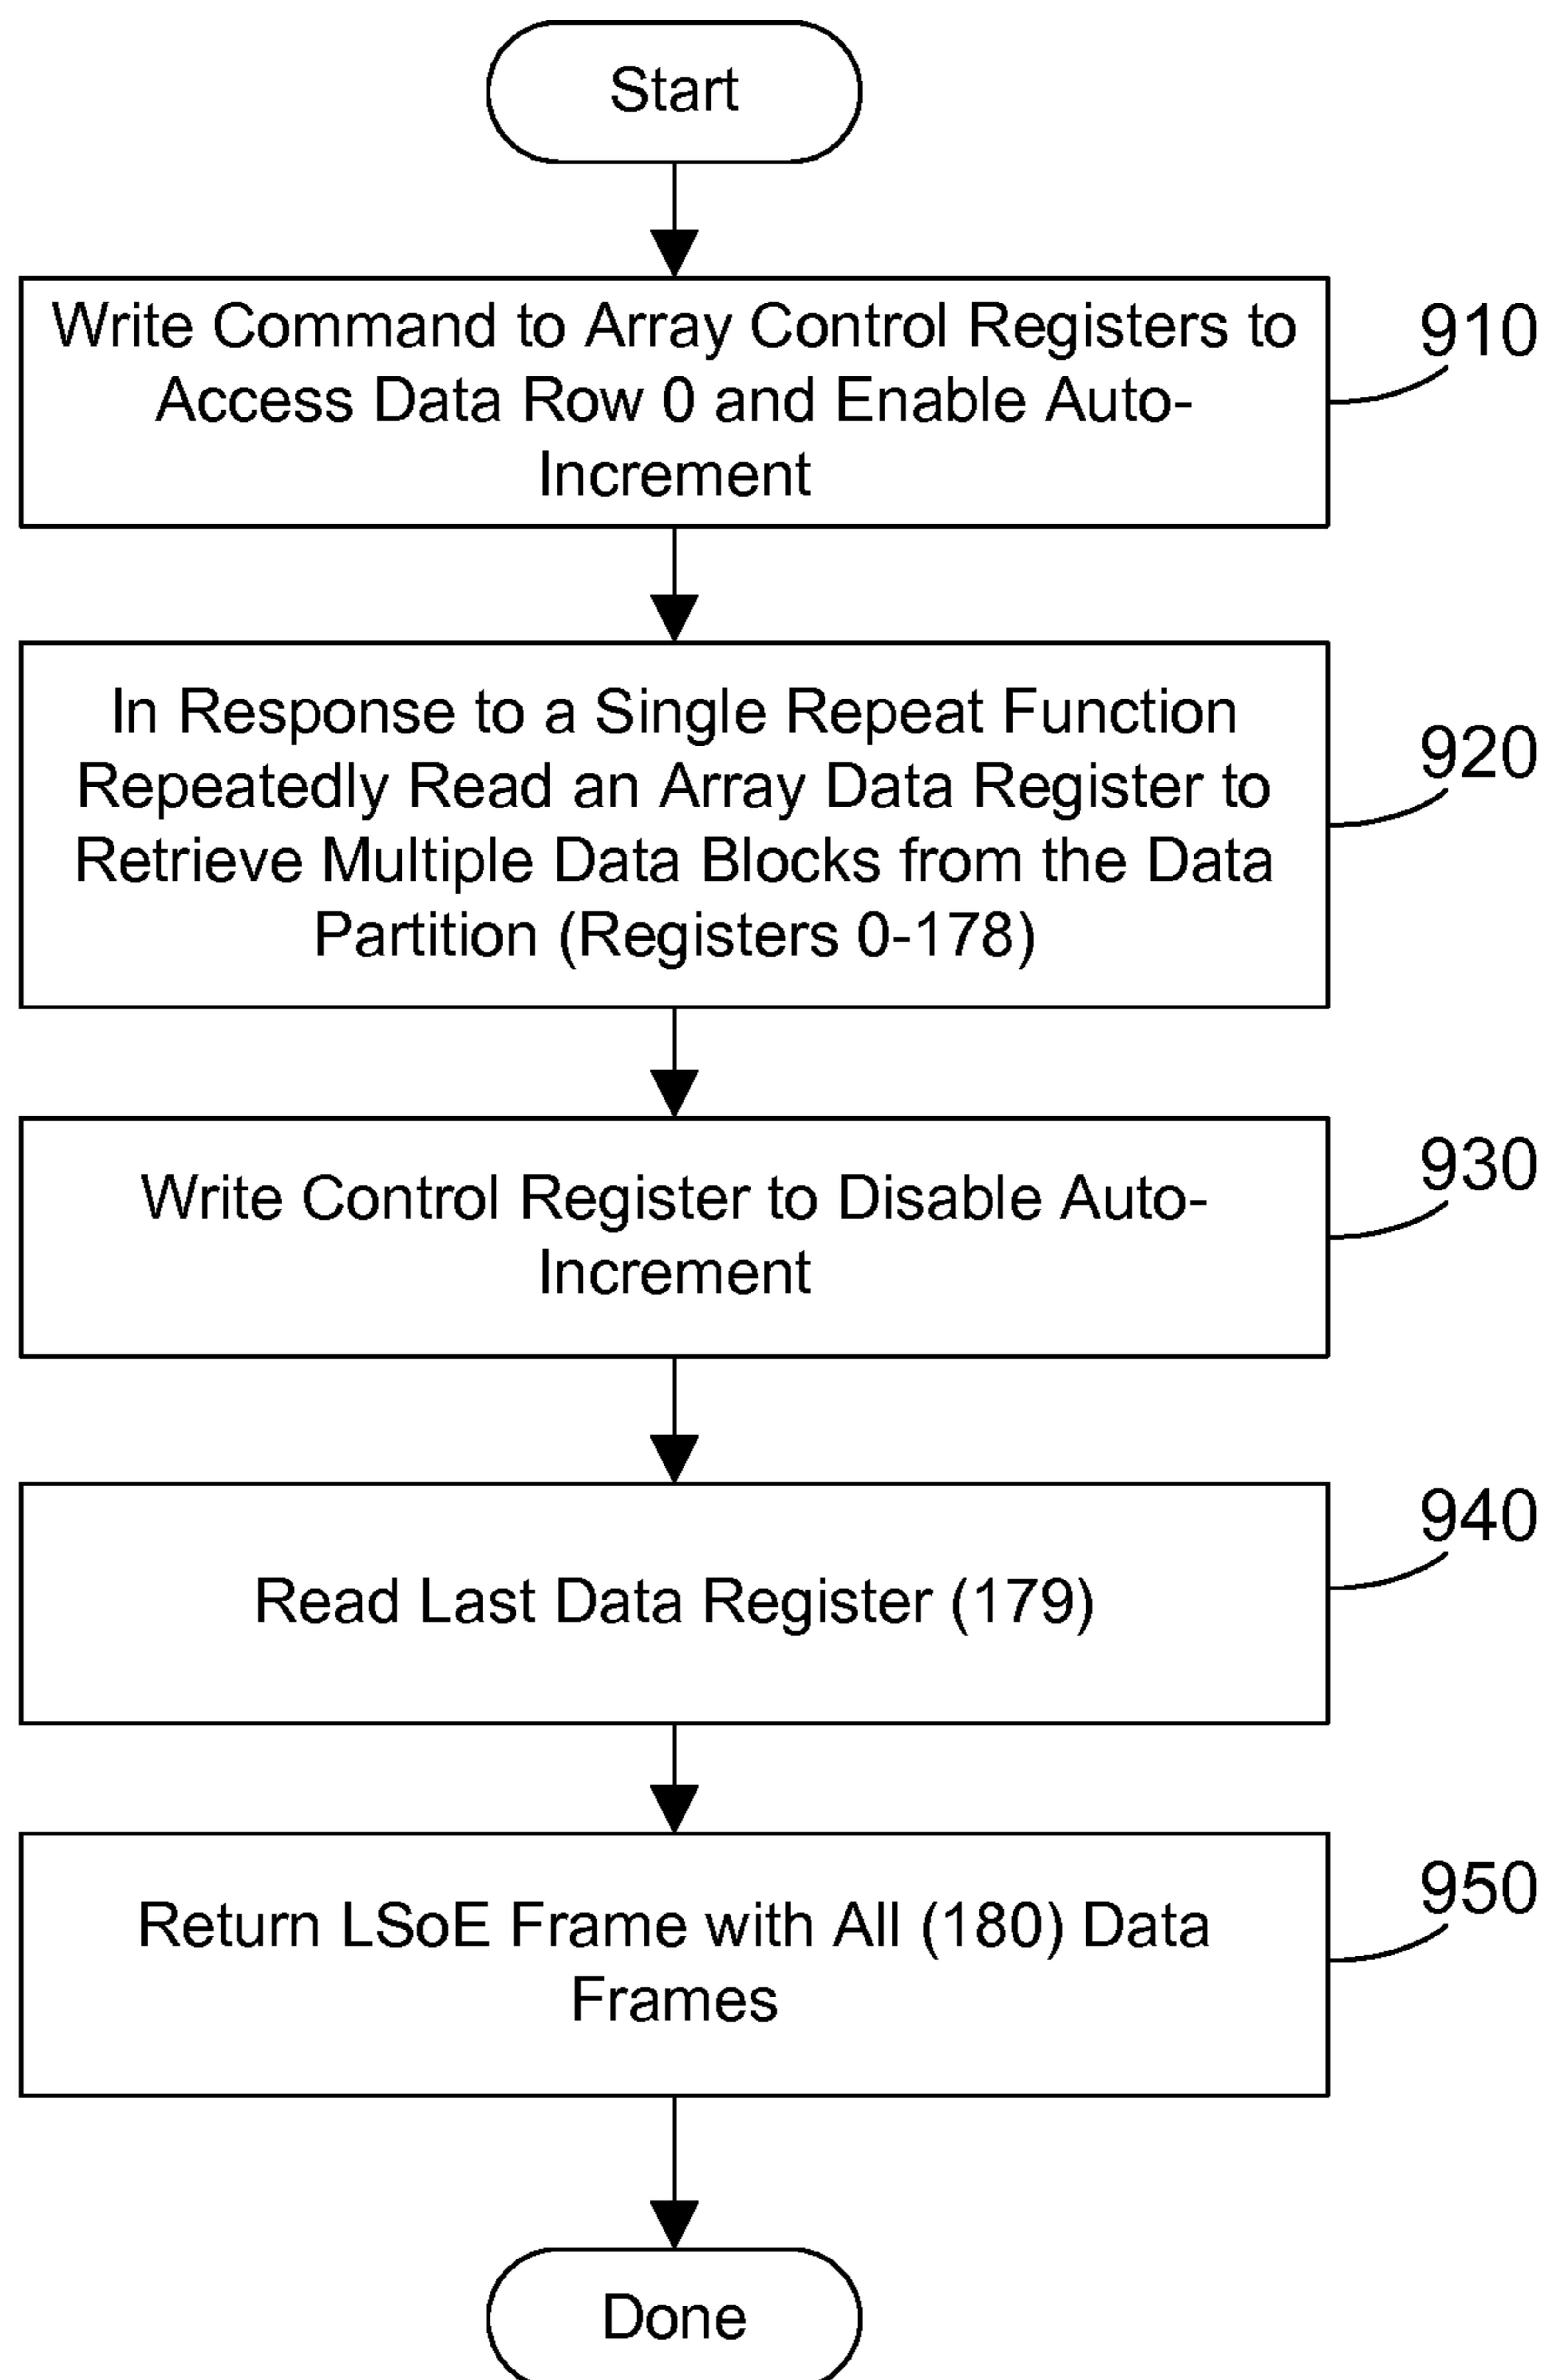 Start
Write Command to Array Control Registers to
Access Data Row 0 and Enable Auto-
Increment
910
In Response to a Single Repeat Function
Repeatedly Read an Array Data Register to
Retrieve Multiple Data Blocks from the Data
Partition (Registers 0-178)
920
Write Control Register to Disable Auto-
Increment
930
Read Last Data Register (179)
940
Return LSoE Frame with All (180) Data
Frames
950
Done